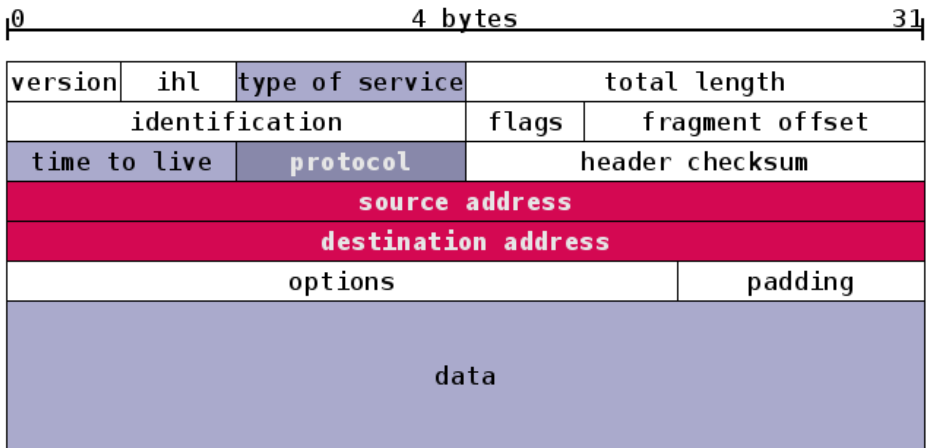 0 4 bytes 31
version ihl type of service total length
identification flags fragment offset
time to live protocol header checksum
source address
destination address
options padding
data